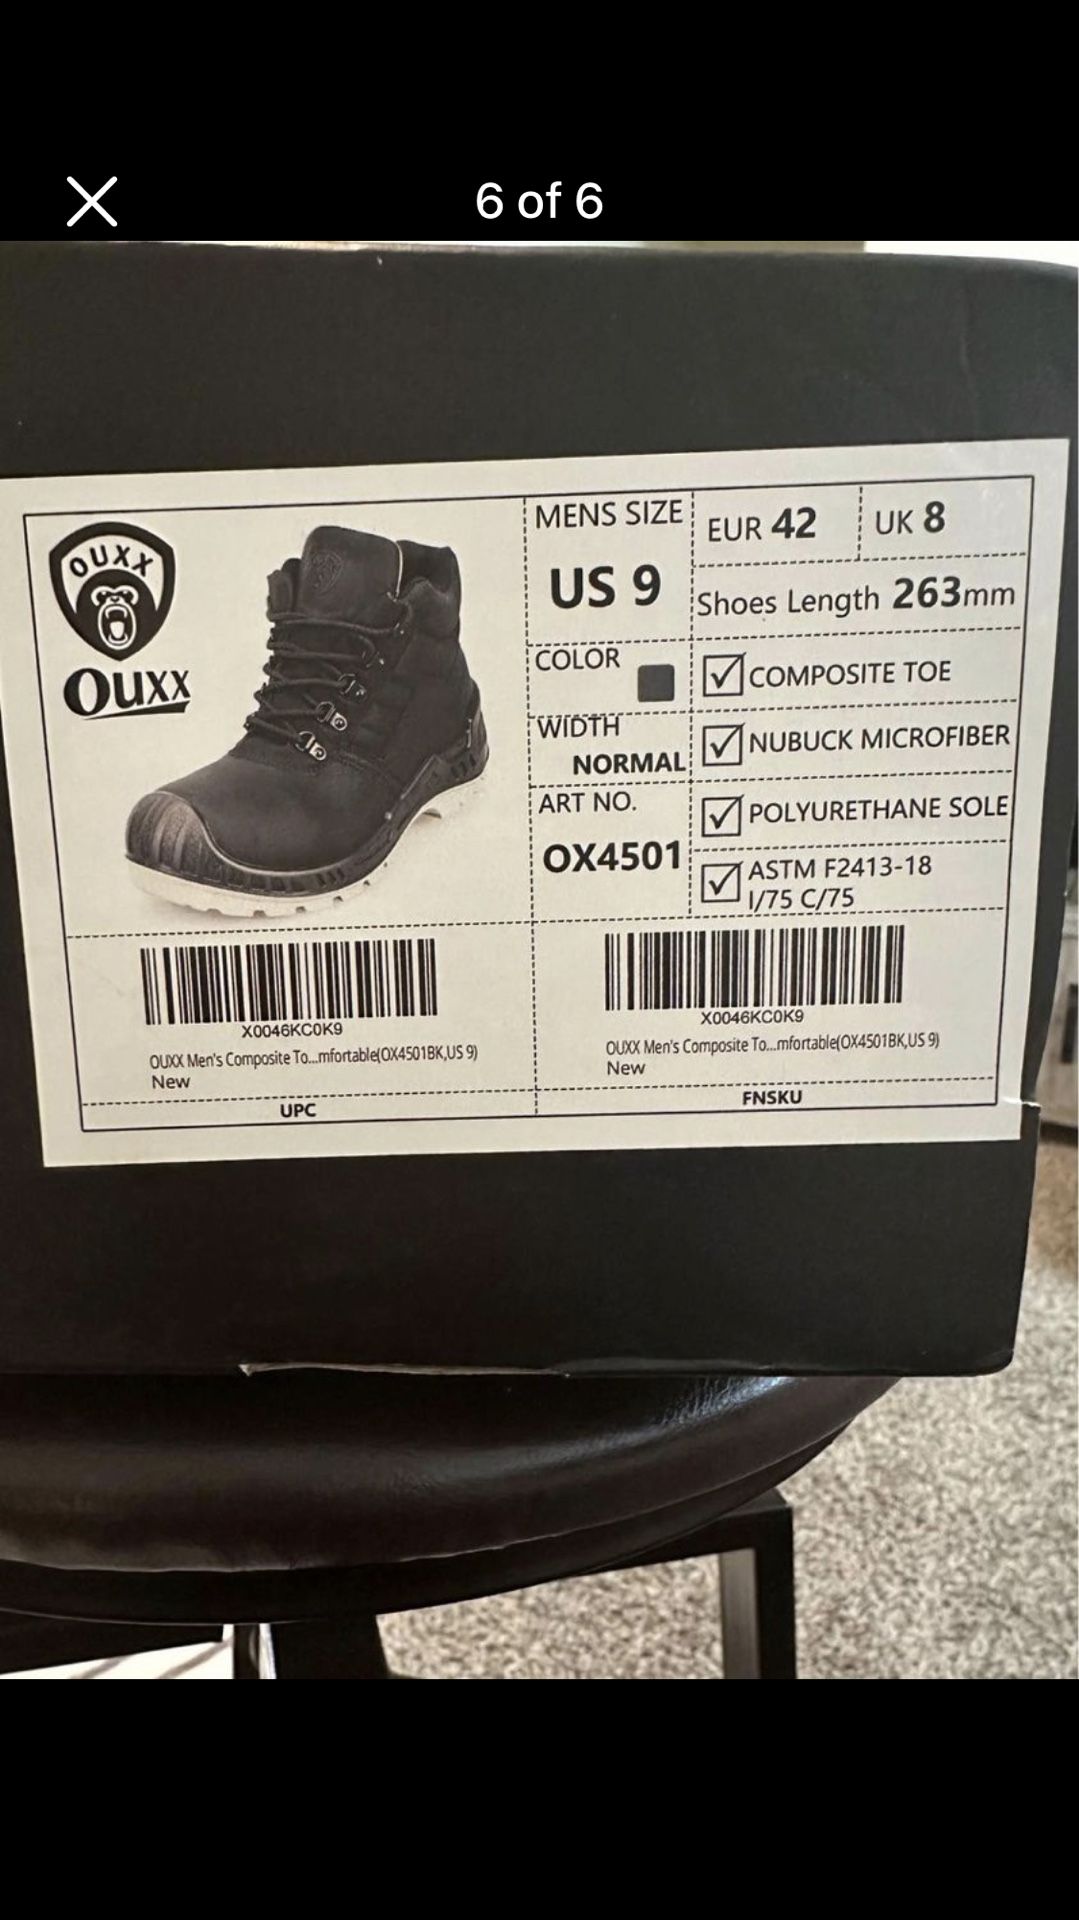 6 of 6
OUXX
OUXX
MENS SIZE
US 9
EUR 42
UK 8
Shoes Length 263mm
COLOR
WIDTH
NORMAL
ART NO.
OX4501
COMPOSITE TOE
NUBUCK MICROFIBER
POLYURETHANE SOLE
ASTM F2413-18
I/75 C/75
X0046KC0K9
OUXX Men's Composite To...mfortable(OX4501BK,US 9)
New
UPC
X0046KC0K9
OUXX Men's Composite To...mfortable(OX4501BK,US 9)
New
FNSKU